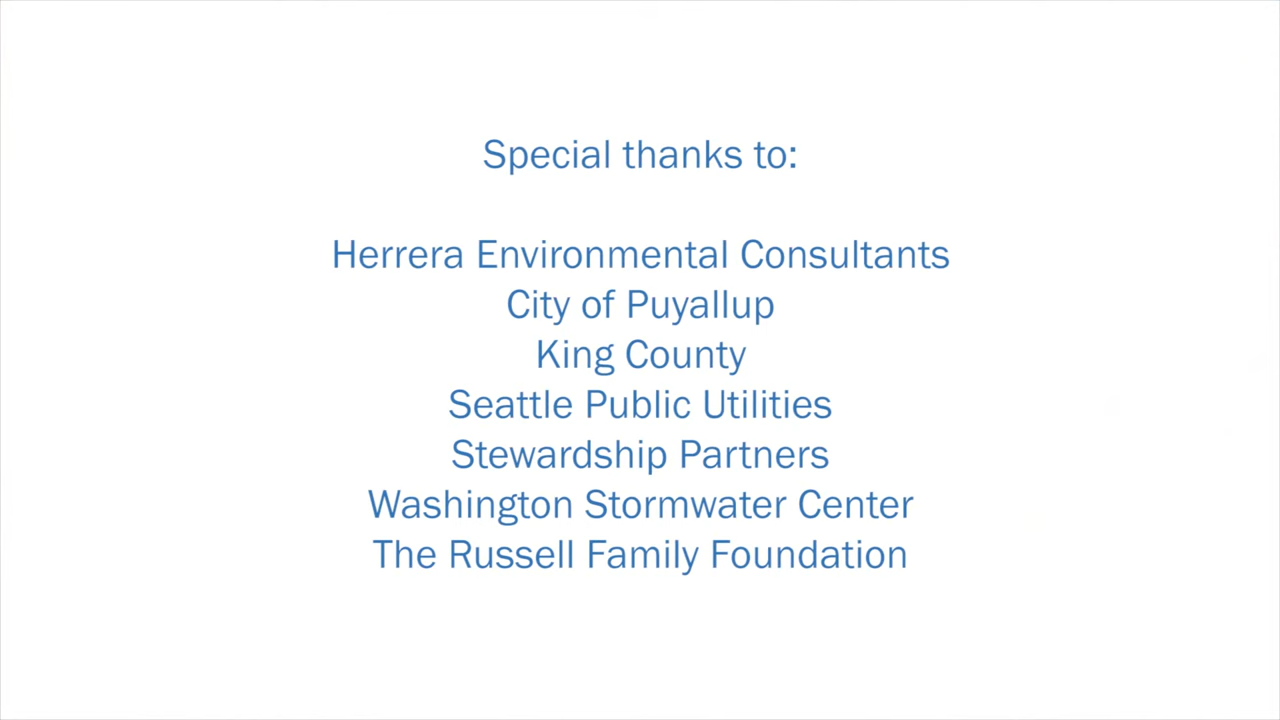 Special thanks to:
Herrera Environmental Consultants
City of Puyallup
King County
Seattle Public Utilities
Stewardship Partners
Washington Stormwater Center
The Russell Family Foundation